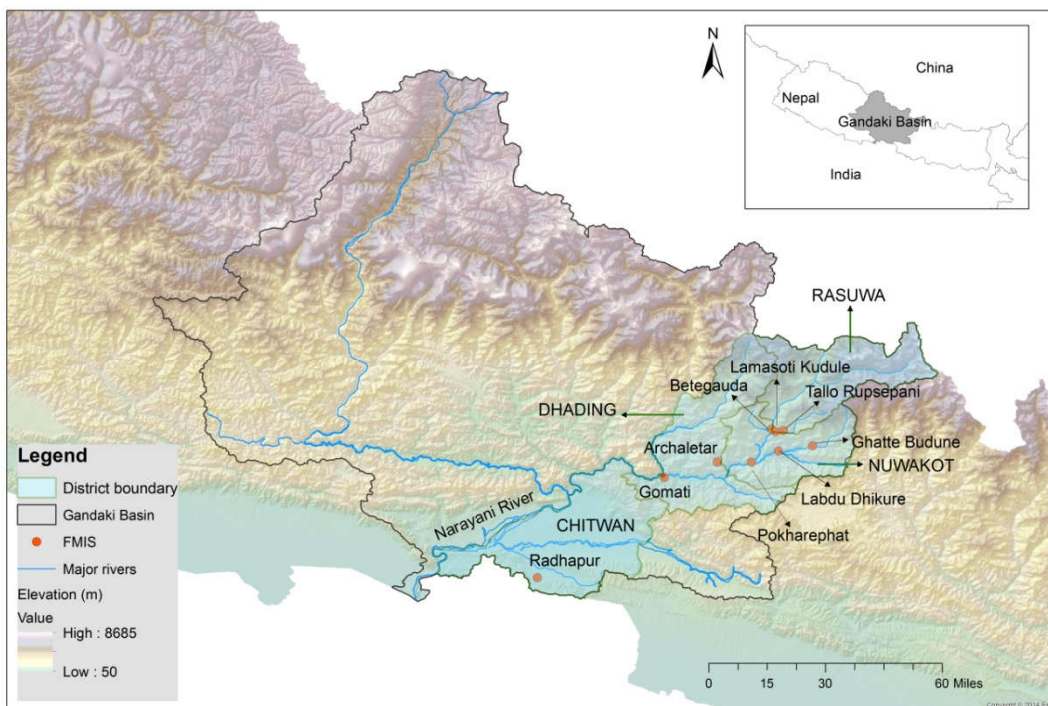 N
China
Nepal
Gandaki Basin
India
RASUWA
Lamasoti Kudule
Betegauda
Tallo Rupsepani
DHADING
Archaletar
Ghatte Budune
NUWAKOT
Gomati
Labdu Dhikure
Narayani River
CHITWAN
Pokharephat
Radhapur
Legend
District boundary
Gandaki Basin
FMIS
Major rivers
Elevation (m)
Value
High : 8685
Low : 50
0 15 30 60 Miles
Copyright © 2014